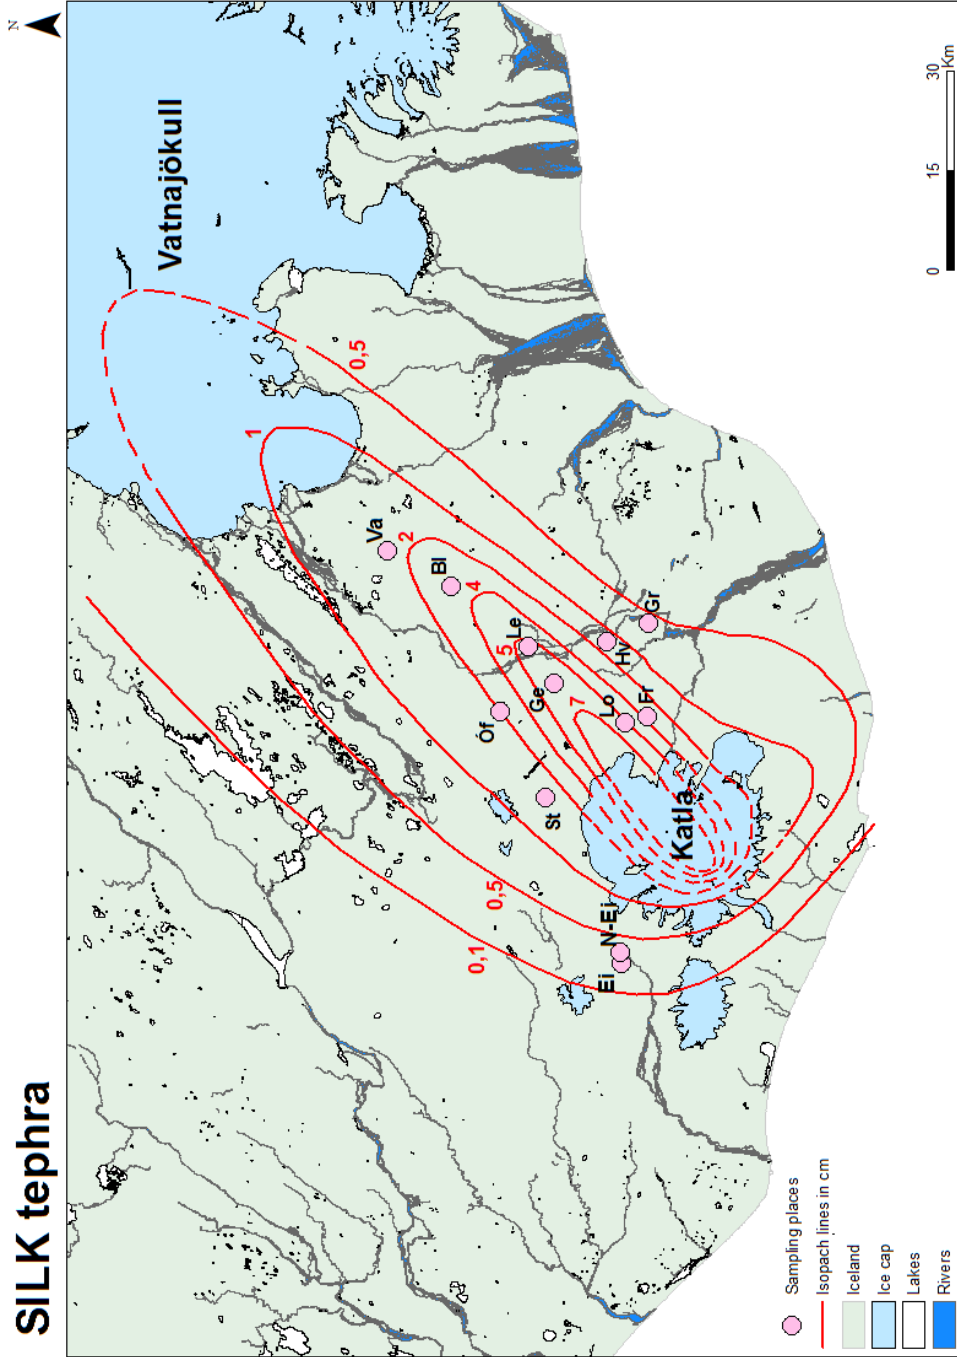 SILK tephra
N
Vatnajökull
0,5
1
Va
2
Bl
4
Le
5
Gr
Hv
Ge
Óf
7
Lo
Fr
St
Katla
0,5
N-Ei
Ei
0,1
Sampling places
Isopach lines in cm
Iceland
Ice cap
Lakes
Rivers
0 15 30
Km